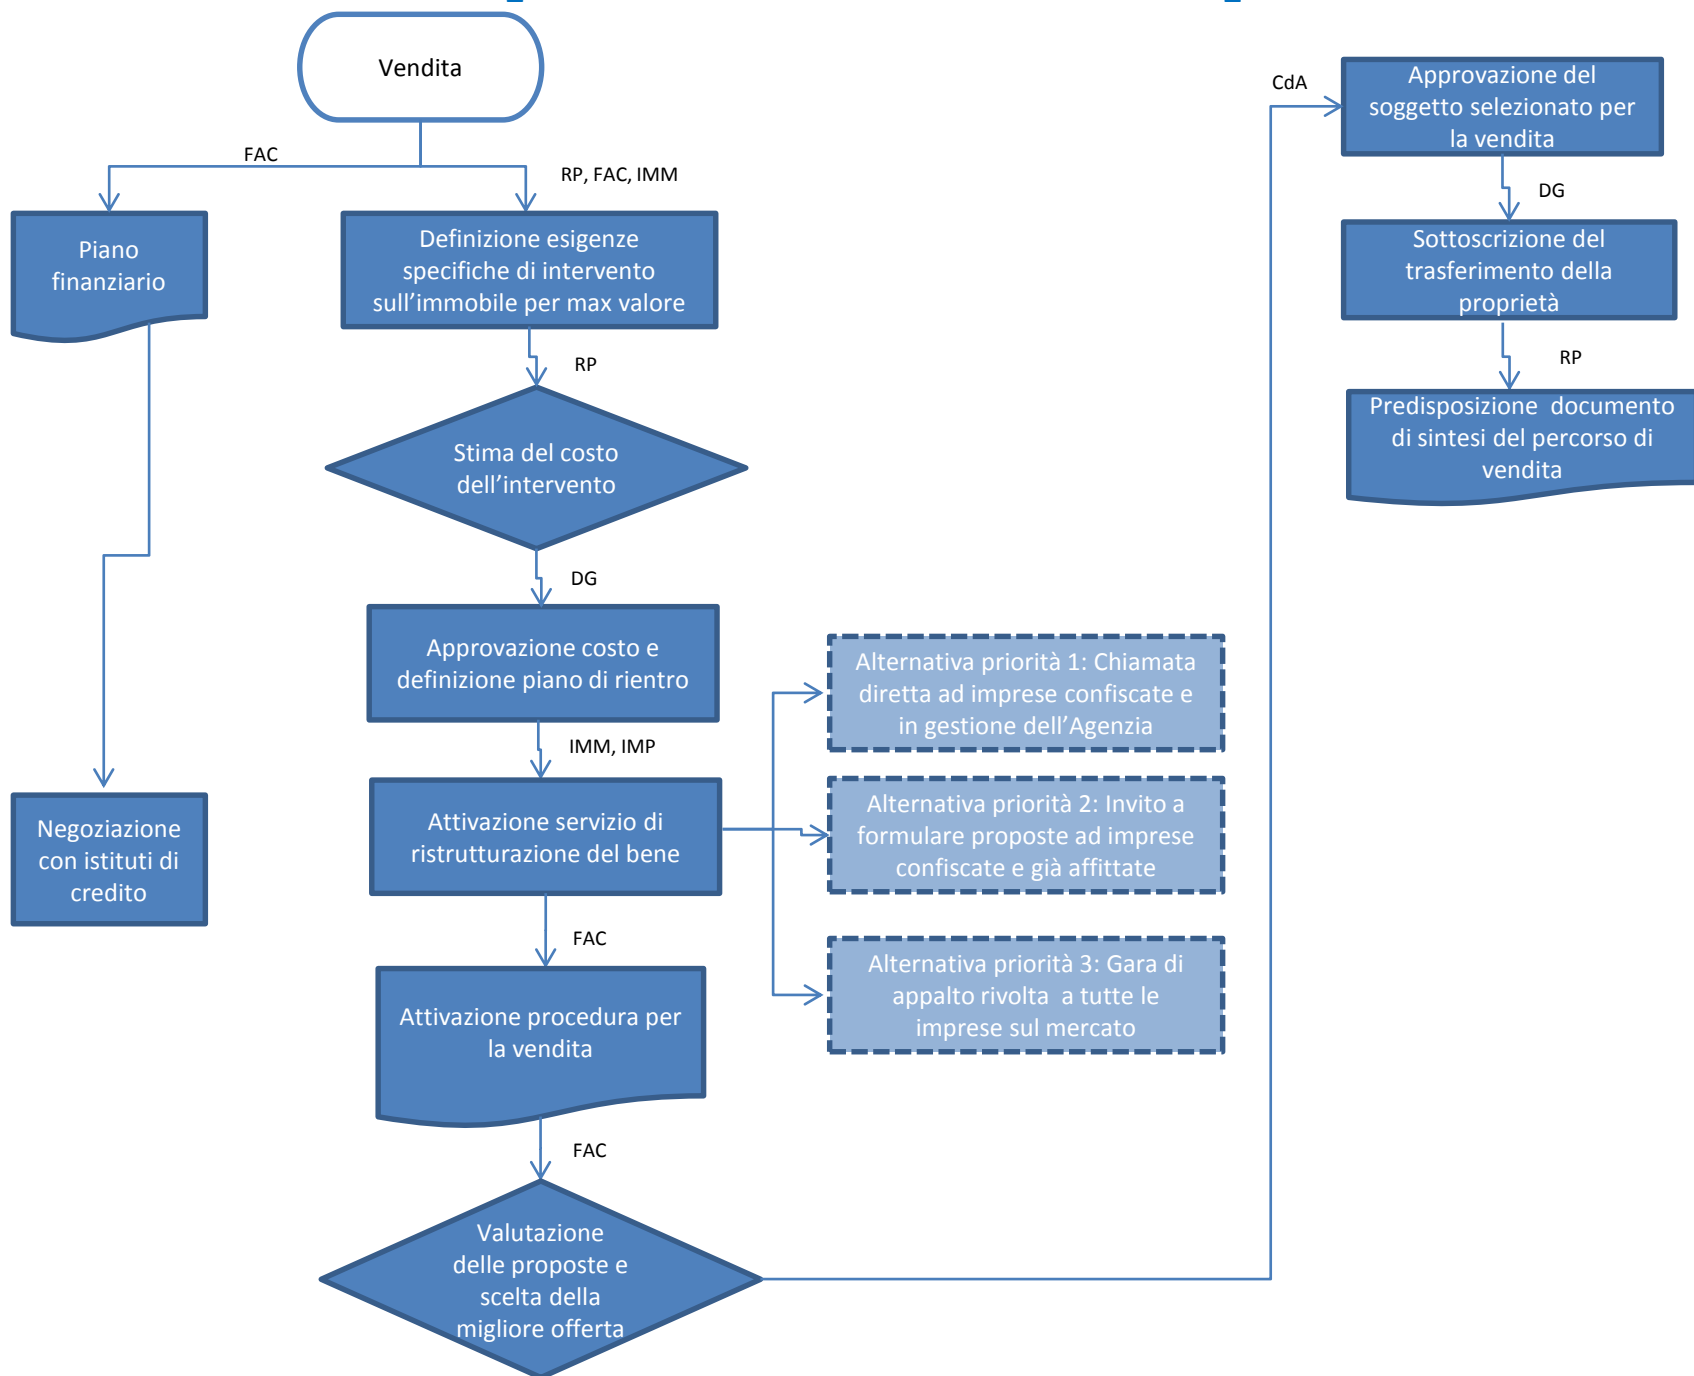 Vendita
FAC
RP, FAC, IMM
Piano
finanziario
Definizione esigenze
specifiche di intervento
sull’immobile per max valore
RP
Stima del costo
dell’intervento
DG
Approvazione costo e
definizione piano di rientro
IMM, IMP
Negoziazione
con istituti di
credito
Attivazione servizio di
ristrutturazione del bene
Alternativa priorità 1: Chiamata
diretta ad imprese confiscate e
in gestione dell’Agenzia
Alternativa priorità 2: Invito a
formulare proposte ad imprese
confiscate e già affittate
Alternativa priorità 3: Gara di
appalto rivolta a tutte le
imprese sul mercato
FAC
Attivazione procedura per
la vendita
FAC
Valutazione
delle proposte e
scelta della
migliore offerta
CdA
Approvazione del
soggetto selezionato per
la vendita
DG
Sottoscrizione del
trasferimento della
proprietà
RP
Predisposizione documento
di sintesi del percorso di
vendita